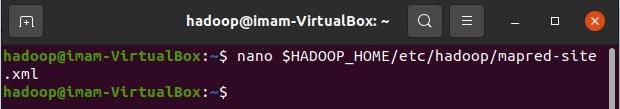 hadoop@imam-VirtualBox: ~
hadoop@imam-VirtualBox:~$ nano $HADOOP_HOME/etc/hadoop/mapred-site
.xml
hadoop@imam-VirtualBox:~$